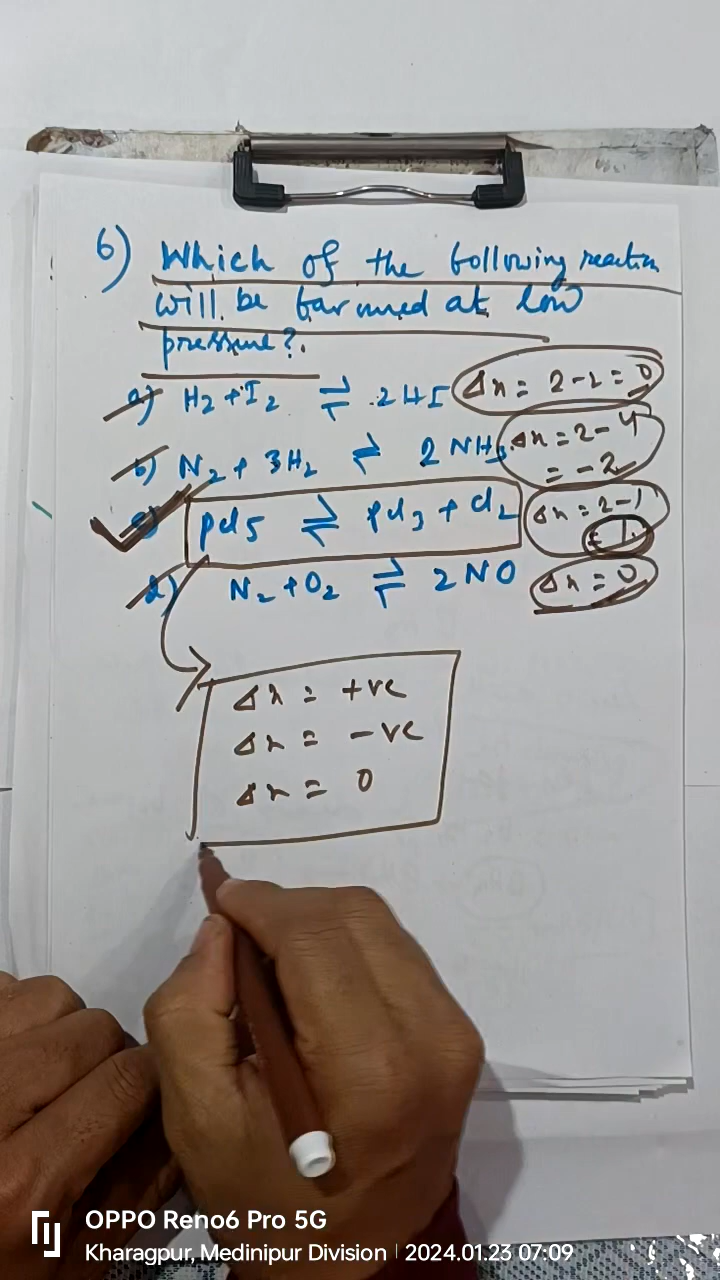 6) Which of the following reaction
will be favoured at low
pressure?.
a) H₂ + I₂ ⇌ 2HI Δn = 2-2 = 0
b) N₂ + 3H₂ ⇌ 2NH₃ Δn = 2-4
= -2
c) pcl₅ ⇌ pcl₃ + cl₂ Δn = 2-1
= 1.
d) N₂ + O₂ ⇌ 2NO Δn = 0
Δn = +ve
Δn = -ve
Δn = 0
OPPO Reno6 Pro 5G
Kharagpur, Medinipur Division | 2024.01.23 07:09